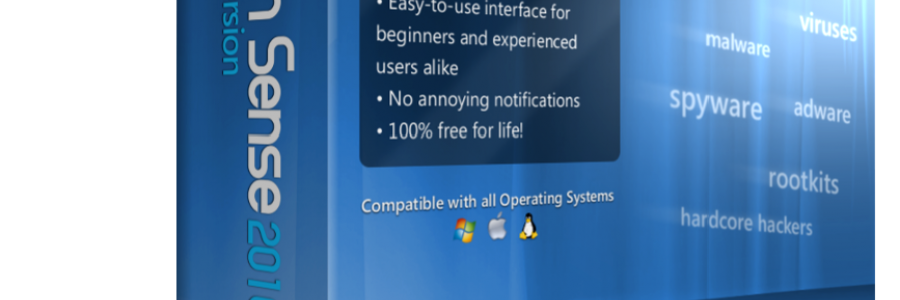 rsion
Sense 201
• Easy-to-use interface for
beginners and experienced
users alike
• No annoying notifications
• 100% free for life!
Compatible with all Operating Systems
viruses
malware
spyware
adware
rootkits
hardcore hackers